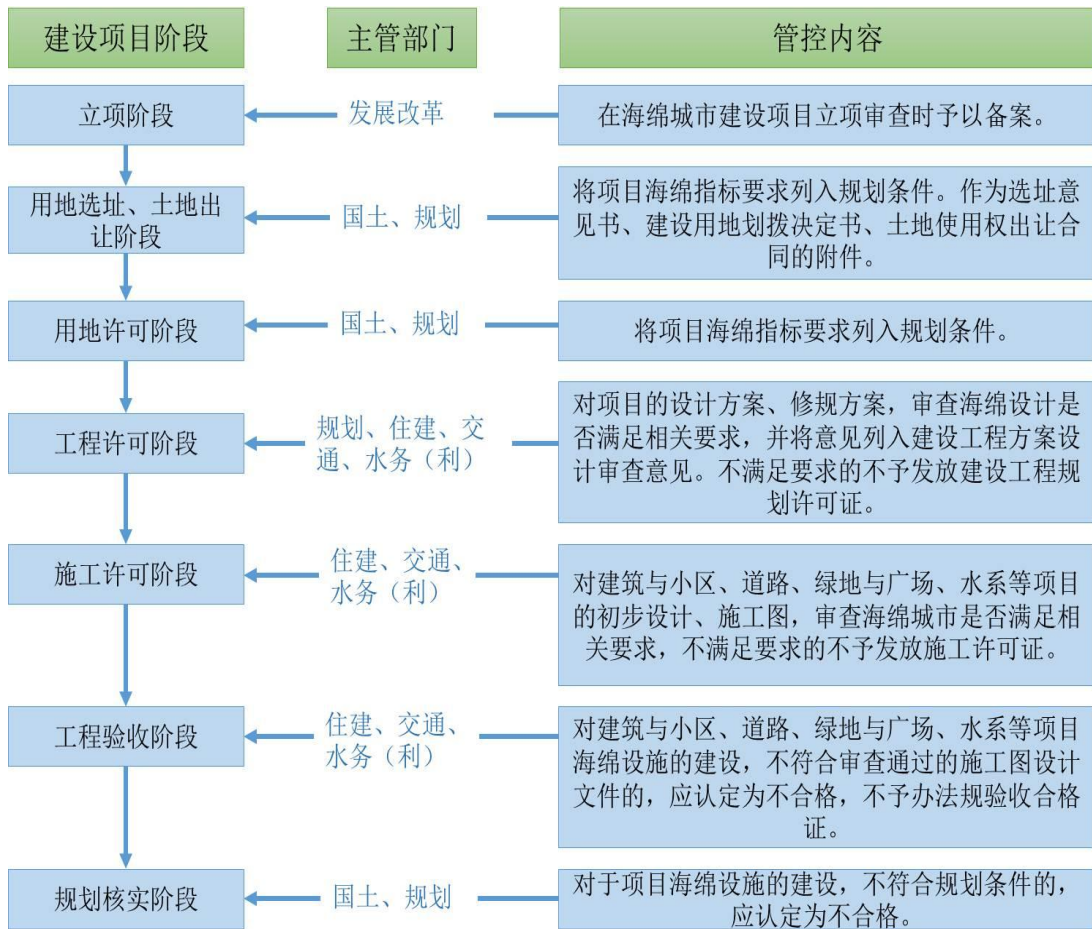 建设项目阶段
主管部门
管控内容
立项阶段
发展改革
在海绵城市建设项目立项审查时予以备案。
用地选址、土地出
让阶段
国土、规划
将项目海绵指标要求列入规划条件。作为选址意
见书、建设用地划拨决定书、土地使用权出让合
同的附件。
用地许可阶段
国土、规划
将项目海绵指标要求列入规划条件。
工程许可阶段
规划、住建、交
通、水务（利）
对项目的设计方案、修规方案，审查海绵设计是
否满足相关要求，并将意见列入建设工程方案设
计审查意见。不满足要求的不予发放建设工程规
划许可证。
施工许可阶段
住建、交通、
水务（利）
对建筑与小区、道路、绿地与广场、水系等项目
的初步设计、施工图，审查海绵城市是否满足相
关要求，不满足要求的不予发放施工许可证。
工程验收阶段
住建、交通、
水务（利）
对建筑与小区、道路、绿地与广场、水系等项目
海绵设施的建设，不符合审查通过的施工图设计
文件的，应认定为不合格，不予办法规验收合格
证。
规划核实阶段
国土、规划
对于项目海绵设施的建设，不符合规划条件的，
应认定为不合格。